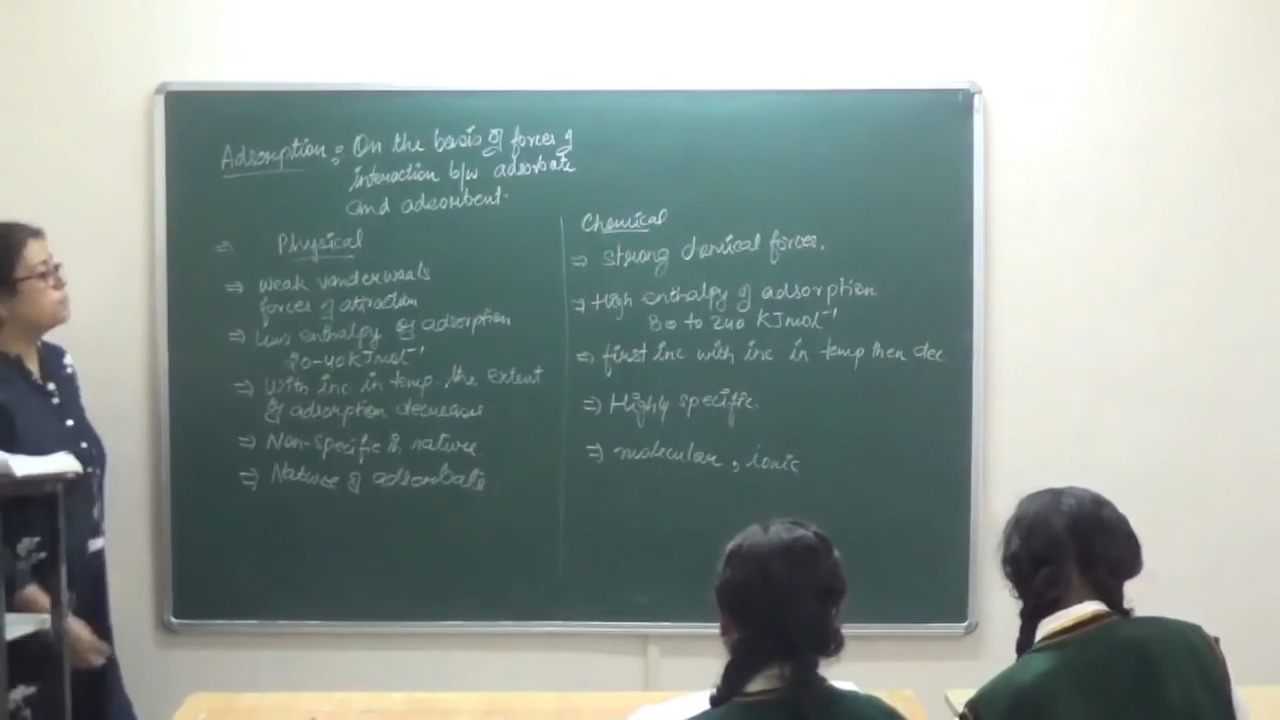 Adsorption: On the basis of forces of
interaction b/w adsorbate
and adsorbent.
⇒ Physical
⇒ Weak vanderwaals
forces of attraction
⇒ Low enthalpy of adsorption
20-40 KJmol⁻¹
⇒ With inc in temp. the extent
of adsorption decreases
⇒ Non-specific in nature
⇒ Nature of adsorbate
Chemical
⇒ strong chemical forces.
⇒ High enthalpy of adsorption
80 to 240 KJmol⁻¹
⇒ first inc with inc in temp then dec
⇒ Highly specific.
⇒ molecular, ionic